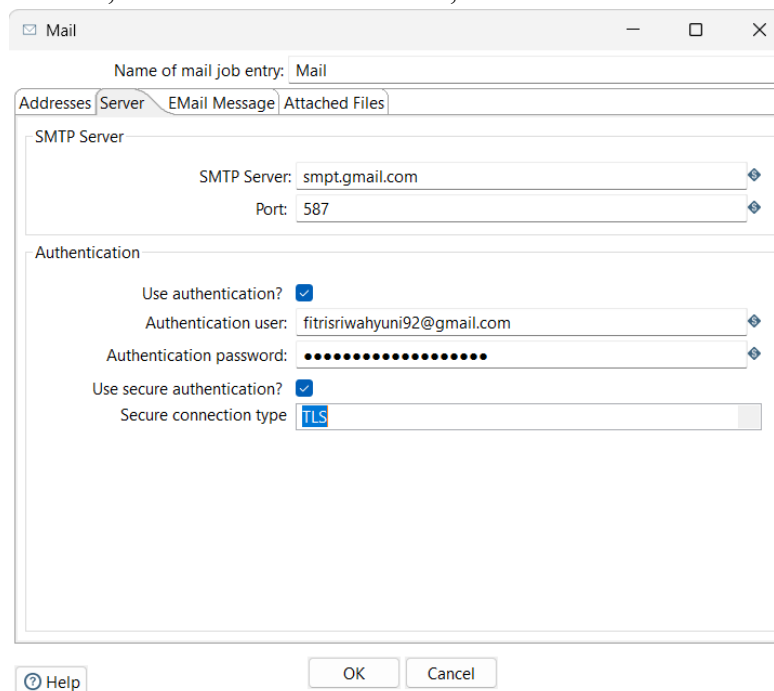 Mail
Name of mail job entry: Mail
Addresses Server EMail Message Attached Files
SMTP Server
SMTP Server: smpt.gmail.com
Port: 587
Authentication
Use authentication?
Authentication user: fitrisriwahyuni92@gmail.com
Authentication password: ●●●●●●●●●●●●●●●●●●●
Use secure authentication?
Secure connection type TLS
Help OK Cancel